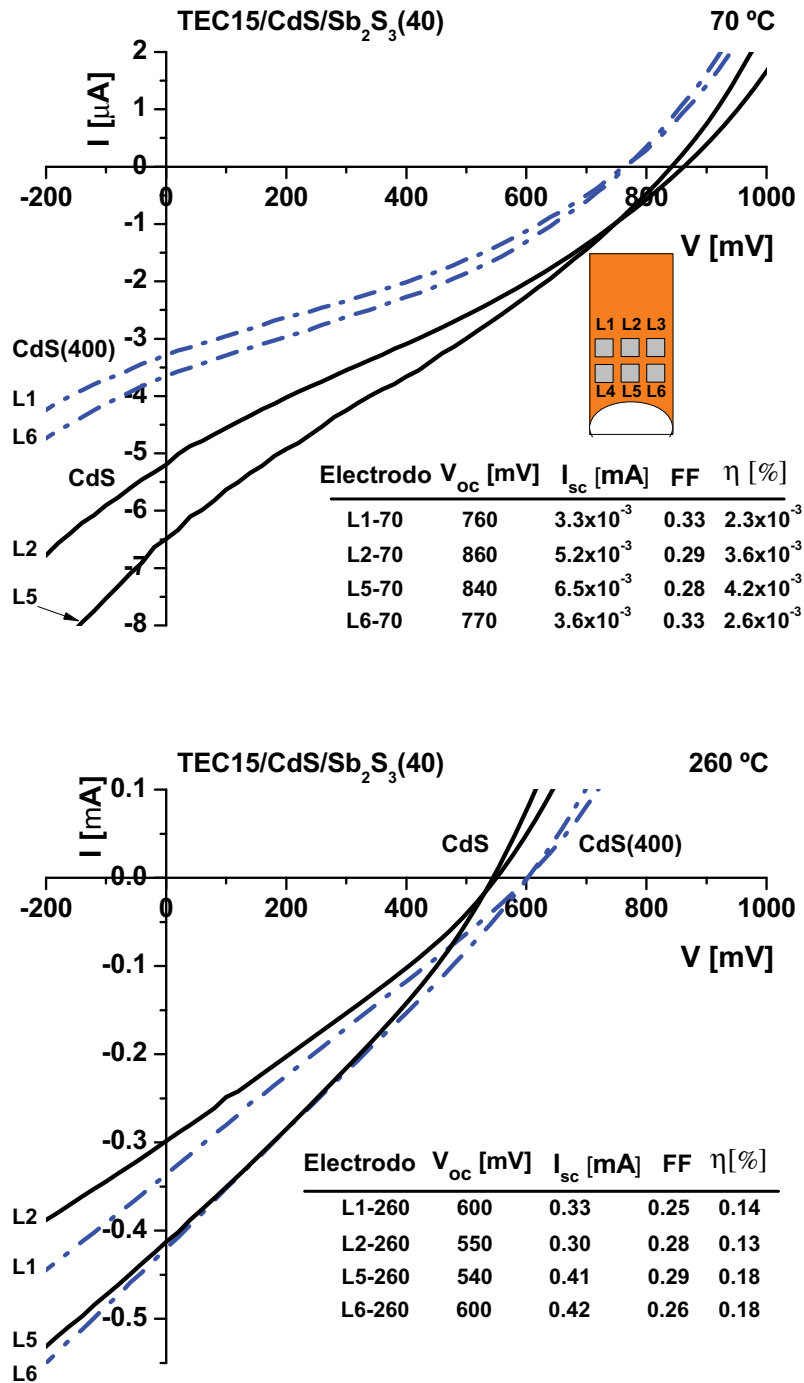 TEC15/CdS/Sb₂S₃(40) 70 ºC
I [μA]
2
1
0
-1
-2
-3
-4
-5
-6
-7
-8
-200 0 200 400 600 800 1000
V [mV]
CdS(400)
L1
L6
CdS
L2
L5
L1 L2 L3
L4 L5 L6
Electrodo V_oc [mV] I_sc [mA] FF η [%]
L1-70 760 3.3x10⁻³ 0.33 2.3x10⁻³
L2-70 860 5.2x10⁻³ 0.29 3.6x10⁻³
L5-70 840 6.5x10⁻³ 0.28 4.2x10⁻³
L6-70 770 3.6x10⁻³ 0.33 2.6x10⁻³
TEC15/CdS/Sb₂S₃(40) 260 ºC
I [mA]
0.1
0.0
-0.1
-0.2
-0.3
-0.4
-0.5
CdS CdS(400)
-200 0 200 400 600 800 1000
V [mV]
L2
L1
L5
L6
Electrodo V_oc [mV] I_sc [mA] FF η[%]
L1-260 600 0.33 0.25 0.14
L2-260 550 0.30 0.28 0.13
L5-260 540 0.41 0.29 0.18
L6-260 600 0.42 0.26 0.18